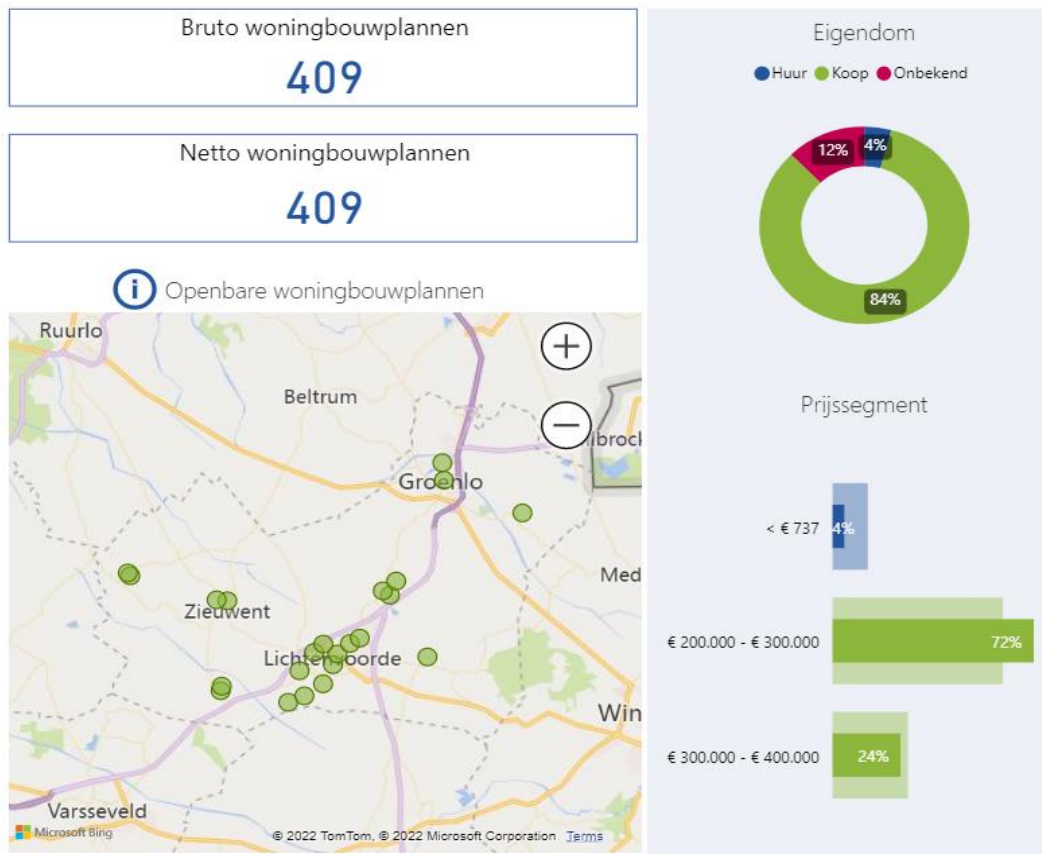 Bruto woningbouwplannen
409
Netto woningbouwplannen
409
i Openbare woningbouwplannen
Ruurlo
Beltrum
Groenlo
Med
Zieuwent
Lichtenvoorde
Win
Varsseveld
Microsoft Bing
© 2022 TomTom, © 2022 Microsoft Corporation Terms
Eigendom
Huur Koop Onbekend
12% 4%
84%
Prijssegment
< € 737 4%
€ 200.000 - € 300.000 72%
€ 300.000 - € 400.000 24%